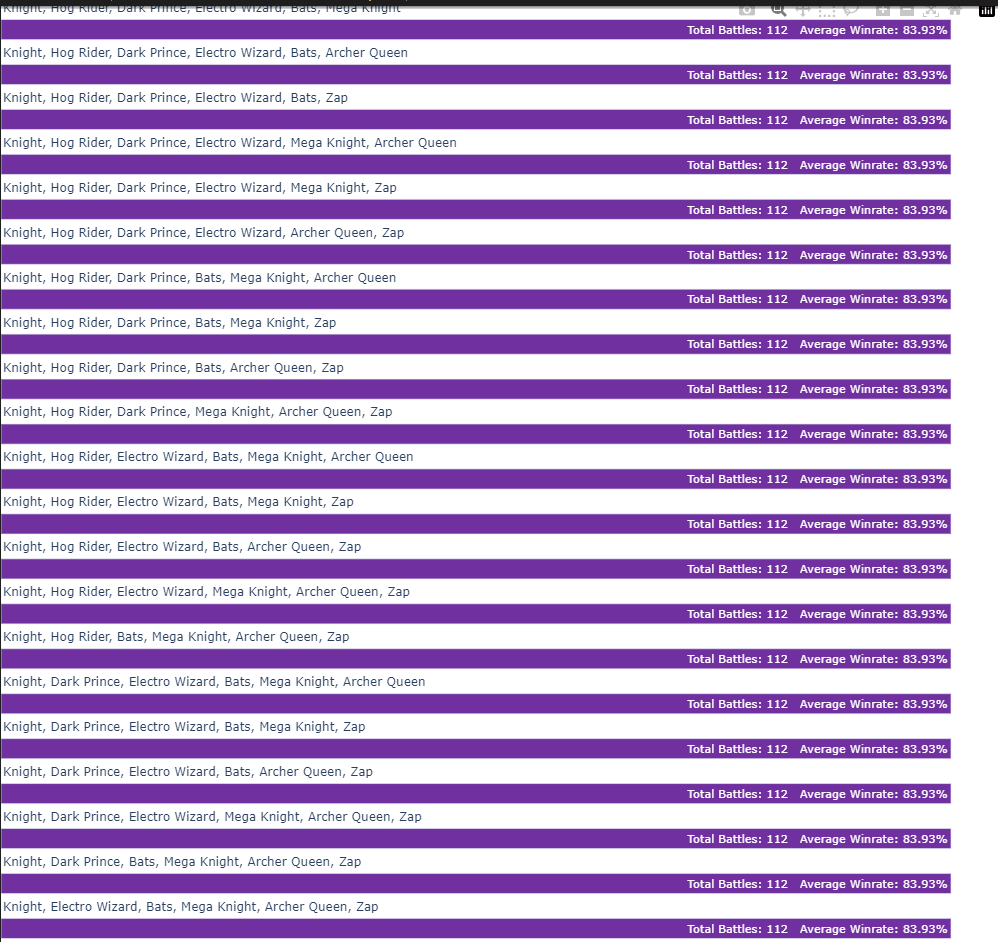 Knight, Hog Rider, Dark Prince, Electro Wizard, Bats, Mega Knight
Total Battles: 112 Average Winrate: 83.93%
Knight, Hog Rider, Dark Prince, Electro Wizard, Bats, Archer Queen
Total Battles: 112 Average Winrate: 83.93%
Knight, Hog Rider, Dark Prince, Electro Wizard, Bats, Zap
Total Battles: 112 Average Winrate: 83.93%
Knight, Hog Rider, Dark Prince, Electro Wizard, Mega Knight, Archer Queen
Total Battles: 112 Average Winrate: 83.93%
Knight, Hog Rider, Dark Prince, Electro Wizard, Mega Knight, Zap
Total Battles: 112 Average Winrate: 83.93%
Knight, Hog Rider, Dark Prince, Electro Wizard, Archer Queen, Zap
Total Battles: 112 Average Winrate: 83.93%
Knight, Hog Rider, Dark Prince, Bats, Mega Knight, Archer Queen
Total Battles: 112 Average Winrate: 83.93%
Knight, Hog Rider, Dark Prince, Bats, Mega Knight, Zap
Total Battles: 112 Average Winrate: 83.93%
Knight, Hog Rider, Dark Prince, Bats, Archer Queen, Zap
Total Battles: 112 Average Winrate: 83.93%
Knight, Hog Rider, Dark Prince, Mega Knight, Archer Queen, Zap
Total Battles: 112 Average Winrate: 83.93%
Knight, Hog Rider, Electro Wizard, Bats, Mega Knight, Archer Queen
Total Battles: 112 Average Winrate: 83.93%
Knight, Hog Rider, Electro Wizard, Bats, Mega Knight, Zap
Total Battles: 112 Average Winrate: 83.93%
Knight, Hog Rider, Electro Wizard, Bats, Archer Queen, Zap
Total Battles: 112 Average Winrate: 83.93%
Knight, Hog Rider, Electro Wizard, Mega Knight, Archer Queen, Zap
Total Battles: 112 Average Winrate: 83.93%
Knight, Hog Rider, Bats, Mega Knight, Archer Queen, Zap
Total Battles: 112 Average Winrate: 83.93%
Knight, Dark Prince, Electro Wizard, Bats, Mega Knight, Archer Queen
Total Battles: 112 Average Winrate: 83.93%
Knight, Dark Prince, Electro Wizard, Bats, Mega Knight, Zap
Total Battles: 112 Average Winrate: 83.93%
Knight, Dark Prince, Electro Wizard, Bats, Archer Queen, Zap
Total Battles: 112 Average Winrate: 83.93%
Knight, Dark Prince, Electro Wizard, Mega Knight, Archer Queen, Zap
Total Battles: 112 Average Winrate: 83.93%
Knight, Dark Prince, Bats, Mega Knight, Archer Queen, Zap
Total Battles: 112 Average Winrate: 83.93%
Knight, Electro Wizard, Bats, Mega Knight, Archer Queen, Zap
Total Battles: 112 Average Winrate: 83.93%